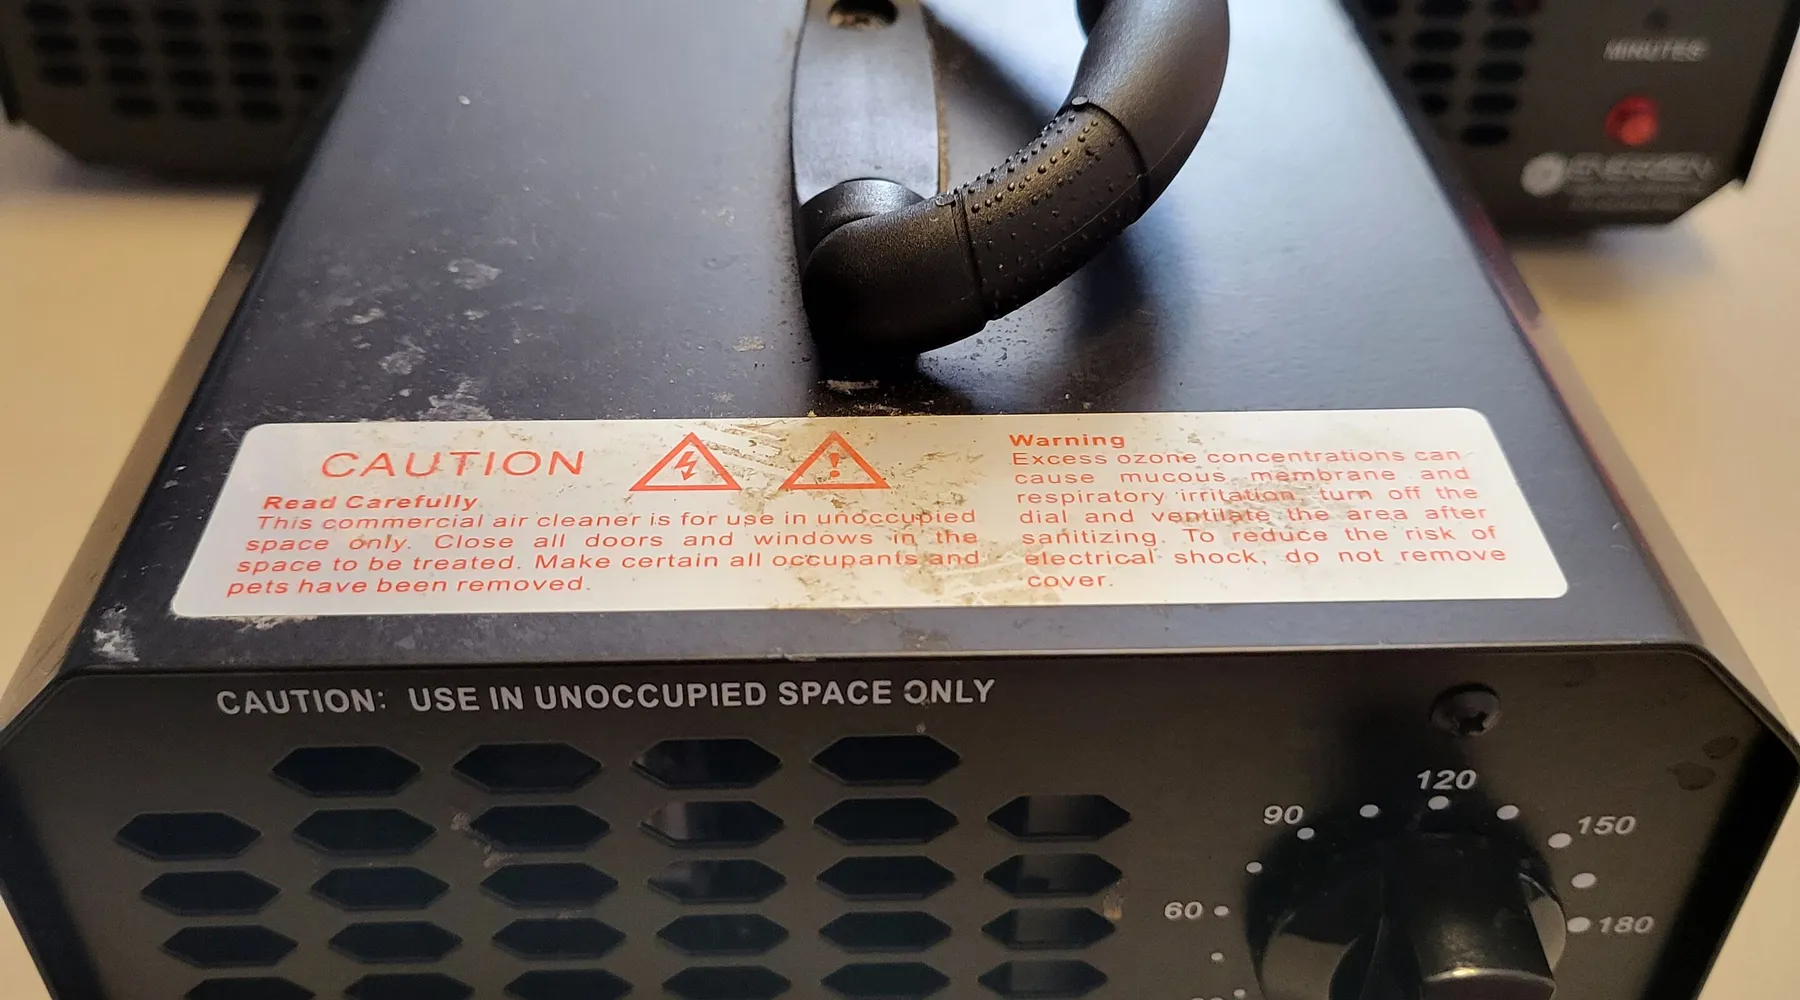 MINUTES
CAUTION
Read Carefully
This commercial air cleaner is for use in unoccupied
space only. Close all doors and windows in the
space to be treated. Make certain all occupants and
pets have been removed.
Warning
Excess ozone concentrations can
cause mucous membrane and
respiratory irritation, turn off the
dial and ventilate the area after
sanitizing. To reduce the risk of
electrical shock, do not remove
cover.
CAUTION: USE IN UNOCCUPIED SPACE ONLY
120
90
150
60
180